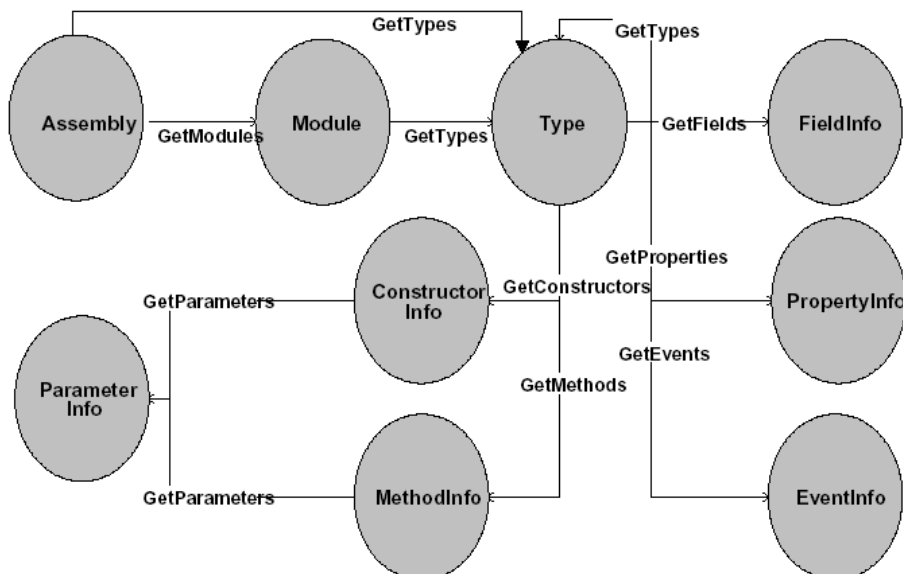 GetTypes
GetTypes
Assembly
GetModules
Module
GetTypes
Type
GetFields
FieldInfo
GetProperties
GetConstructors
PropertyInfo
GetParameters
Constructor
Info
GetEvents
GetMethods
Parameter
Info
GetParameters
MethodInfo
EventInfo